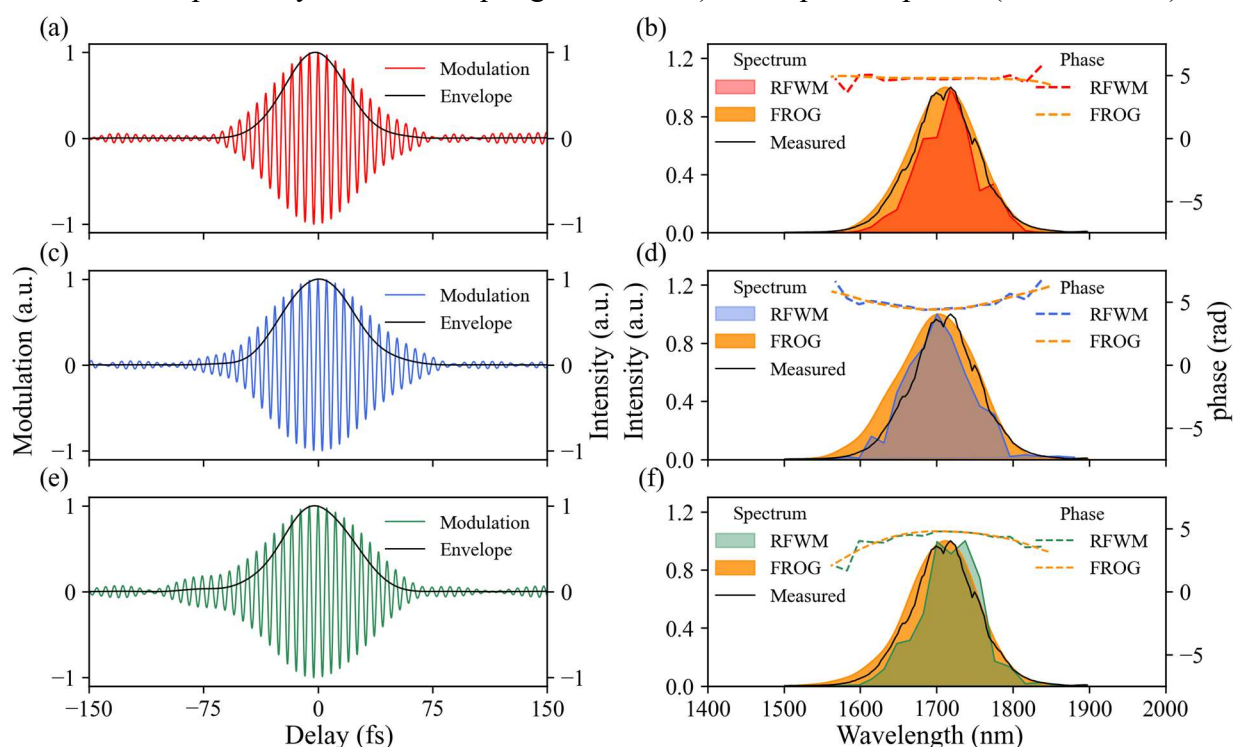 (a)
1
0
−1
1
0
−1
Modulation
Envelope
(b)
1.2
0.8
0.4
0.0
5
0
−5
Spectrum
RFWM
FROG
Measured
Phase
RFWM
FROG
(c)
1
0
−1
1
0
−1
Modulation
Envelope
(d)
1.2
0.8
0.4
0.0
5
0
−5
Spectrum
RFWM
FROG
Measured
Phase
RFWM
FROG
Modulation (a.u.)
Intensity (a.u.)
Intensity (a.u.)
phase (rad)
(e)
1
0
−1
1
0
−1
Modulation
Envelope
−150 −75 0 75 150
Delay (fs)
(f)
1.2
0.8
0.4
0.0
5
0
−5
Spectrum
RFWM
FROG
Measured
Phase
RFWM
FROG
1400 1500 1600 1700 1800 1900 2000
Wavelength (nm)